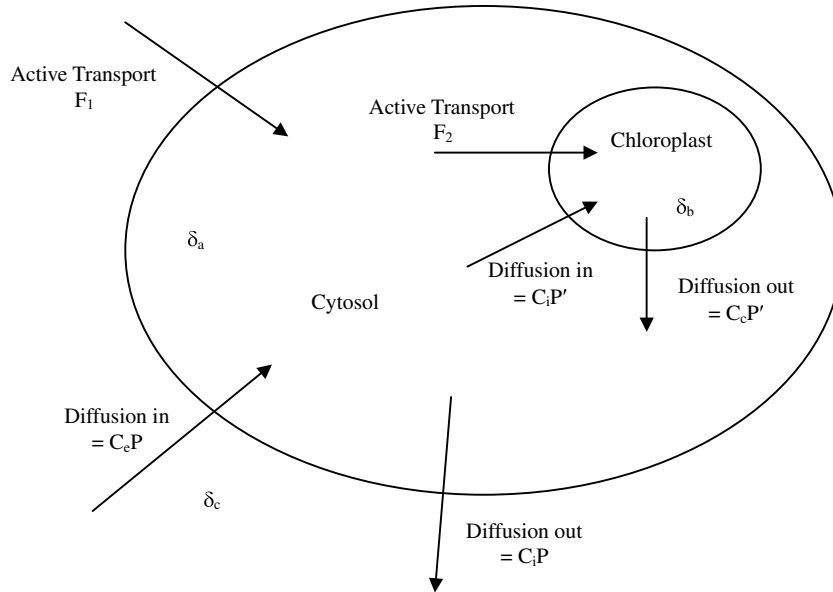 Active Transport
F₁
Active Transport
F₂
Chloroplast
δb
δa
Diffusion in
= CᵢP′
Diffusion out
= CcP′
Cytosol
Diffusion in
= CₑP
δc
Diffusion out
= CᵢP